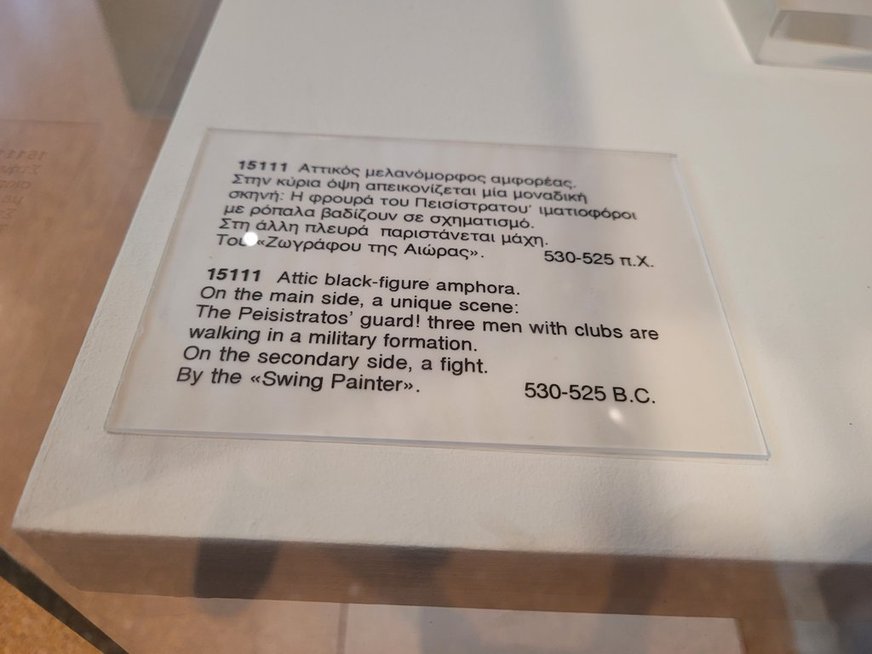 15111 Αττικός μελανόμορφος αμφορέας.
Στην κύρια όψη απεικονίζεται μία μοναδική
σκηνή: Η φρουρά του Πεισίστρατου' ιματιοφόροι
με ρόπαλα βαδίζουν σε σχηματισμό.
Στη άλλη πλευρά παριστάνεται μάχη.
Του «Ζωγράφου της Αιώρας». 530-525 π.Χ.
15111 Attic black-figure amphora.
On the main side, a unique scene:
The Peisistratos' guard! three men with clubs are
walking in a military formation.
On the secondary side, a fight.
By the «Swing Painter». 530-525 B.C.